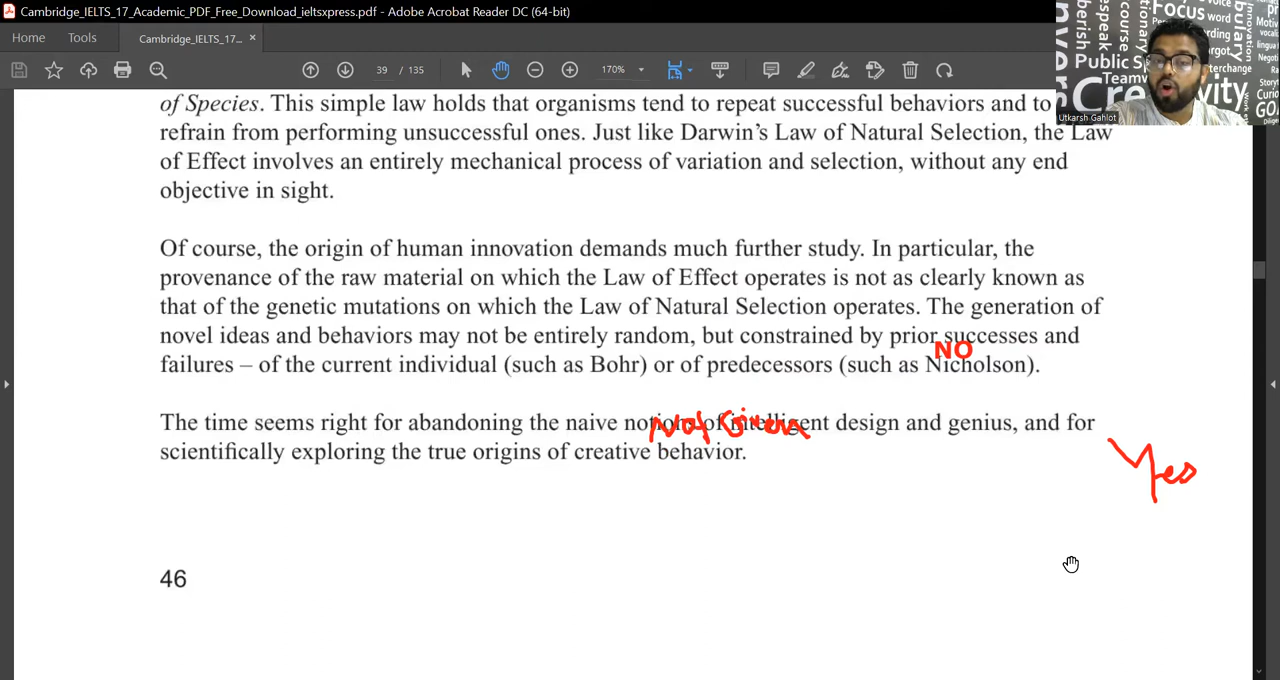 Cambridge_IELTS_17_Academic_PDF_Free_Download_ieltsxpress.pdf - Adobe Acrobat Reader DC (64-bit)
Home Tools Cambridge_IELTS_17... ×
39 / 135 170%
Utkarsh Gahlot
of Species. This simple law holds that organisms tend to repeat successful behaviors and to
refrain from performing unsuccessful ones. Just like Darwin's Law of Natural Selection, the Law
of Effect involves an entirely mechanical process of variation and selection, without any end
objective in sight.
Of course, the origin of human innovation demands much further study. In particular, the
provenance of the raw material on which the Law of Effect operates is not as clearly known as
that of the genetic mutations on which the Law of Natural Selection operates. The generation of
novel ideas and behaviors may not be entirely random, but constrained by prior successes and
NO
failures – of the current individual (such as Bohr) or of predecessors (such as Nicholson).
The time seems right for abandoning the naive notions of intelligent design and genius, and for
Not Given
scientifically exploring the true origins of creative behavior.
Yes
46